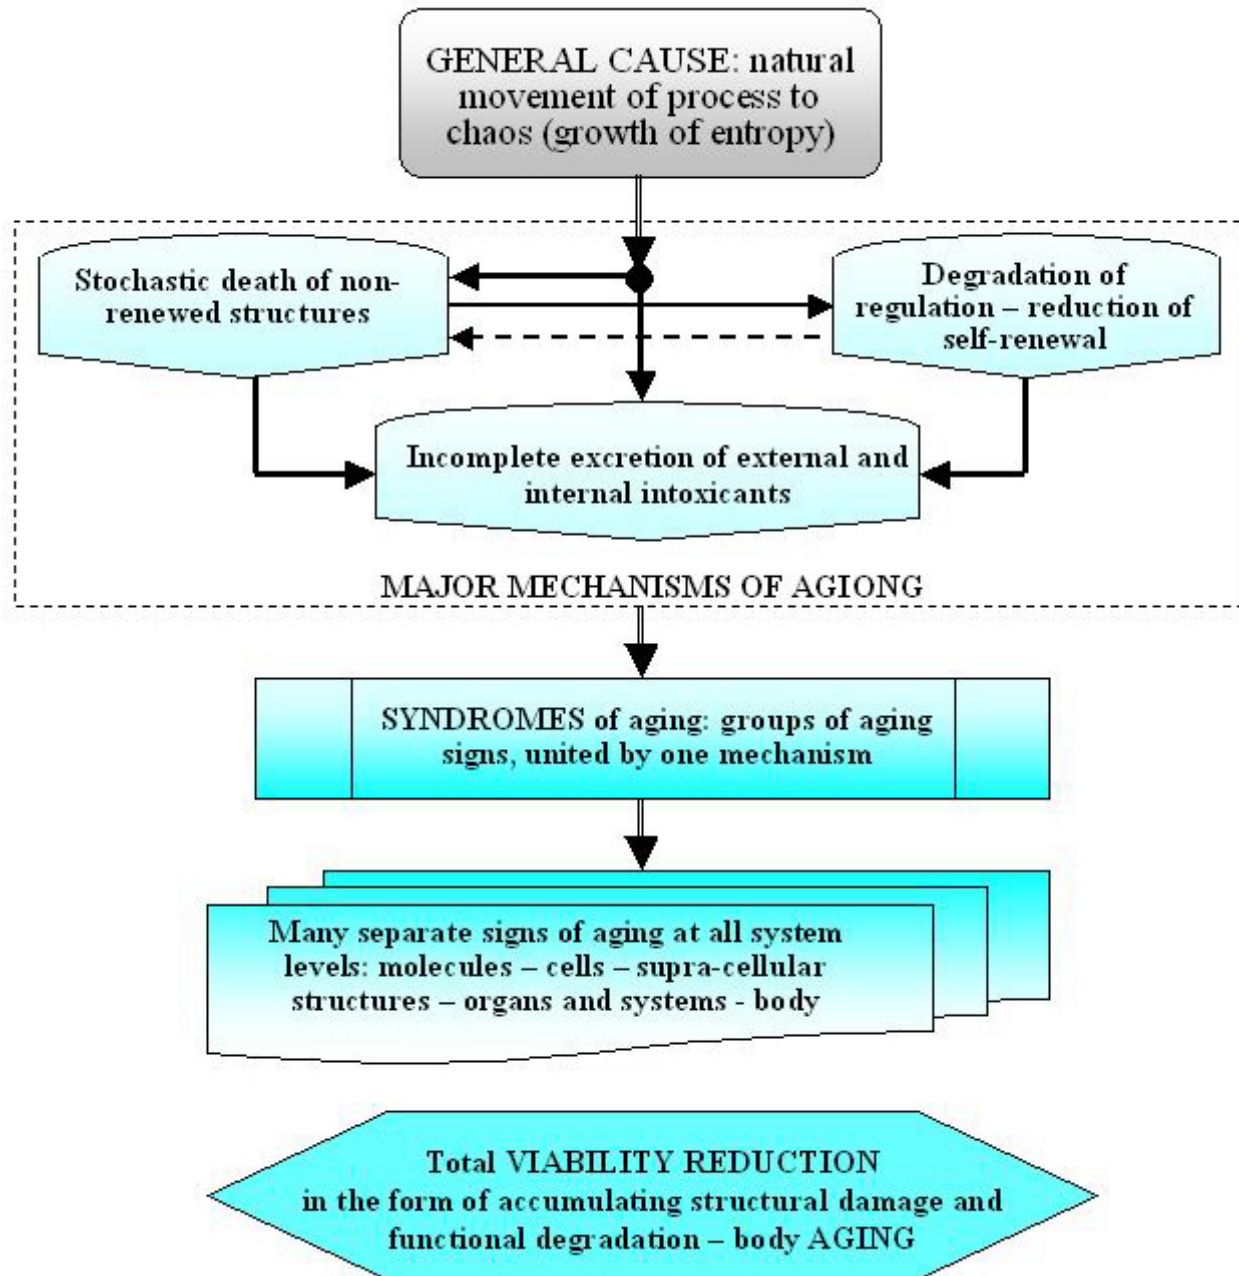 GENERAL CAUSE: natural
movement of process to
chaos (growth of entropy)
Stochastic death of non-
renewed structures
Degradation of
regulation – reduction of
self-renewal
Incomplete excretion of external and
internal intoxicants
MAJOR MECHANISMS OF AGIONG
SYNDROMES of aging: groups of aging
signs, united by one mechanism
Many separate signs of aging at all system
levels: molecules – cells – supra-cellular
structures – organs and systems - body
Total VIABILITY REDUCTION
in the form of accumulating structural damage and
functional degradation – body AGING